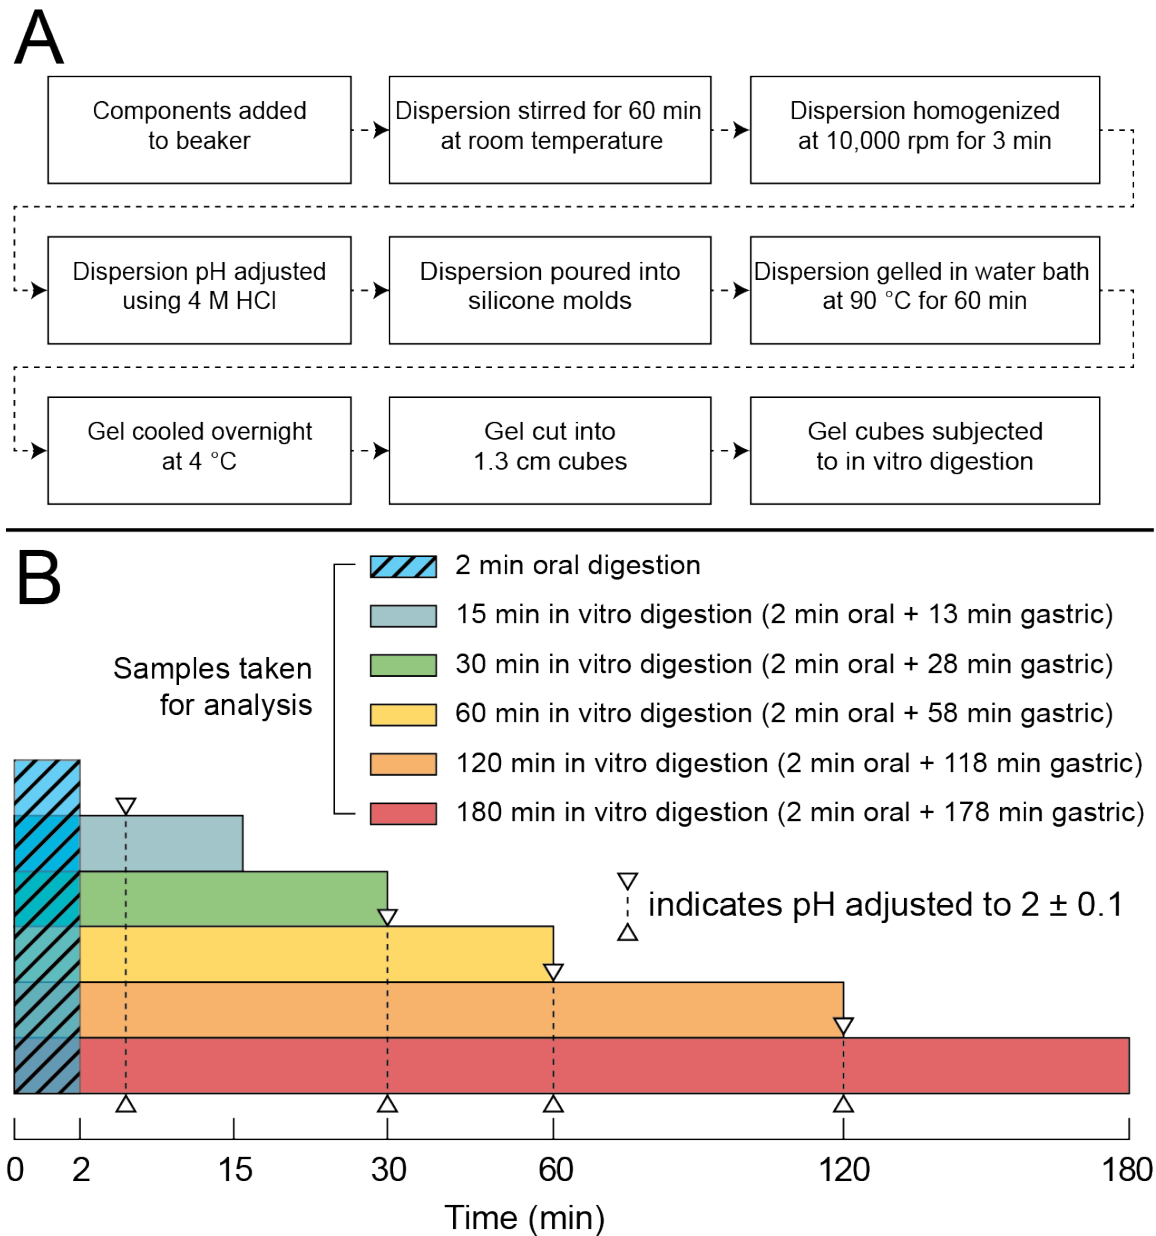 A
Components added
to beaker
Dispersion stirred for 60 min
at room temperature
Dispersion homogenized
at 10,000 rpm for 3 min
Dispersion pH adjusted
using 4 M HCl
Dispersion poured into
silicone molds
Dispersion gelled in water bath
at 90 °C for 60 min
Gel cooled overnight
at 4 °C
Gel cut into
1.3 cm cubes
Gel cubes subjected
to in vitro digestion
B
Samples taken
for analysis
2 min oral digestion
15 min in vitro digestion (2 min oral + 13 min gastric)
30 min in vitro digestion (2 min oral + 28 min gastric)
60 min in vitro digestion (2 min oral + 58 min gastric)
120 min in vitro digestion (2 min oral + 118 min gastric)
180 min in vitro digestion (2 min oral + 178 min gastric)
indicates pH adjusted to 2 ± 0.1
0 2 15 30 60 120 180
Time (min)